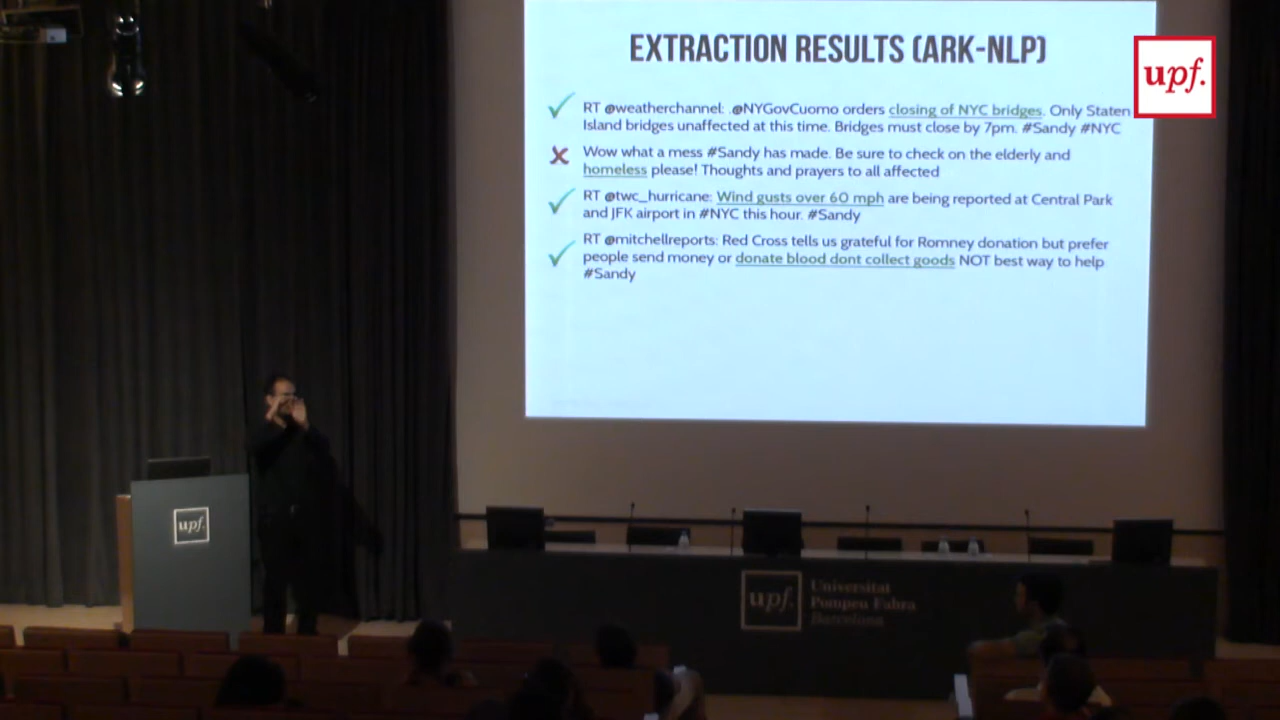 EXTRACTION RESULTS (ARK-NLP)
upf.
RT @weatherchannel: .@NYGovCuomo orders closing of NYC bridges. Only Staten
Island bridges unaffected at this time. Bridges must close by 7pm. #Sandy #NYC
Wow what a mess #Sandy has made. Be sure to check on the elderly and
homeless please! Thoughts and prayers to all affected
RT @twc_hurricane: Wind gusts over 60 mph are being reported at Central Park
and JFK airport in #NYC this hour. #Sandy
RT @mitchellreports: Red Cross tells us grateful for Romney donation but prefer
people send money or donate blood dont collect goods NOT best way to help
#Sandy
upf.
upf.
Universitat
Pompeu Fabra
Barcelona